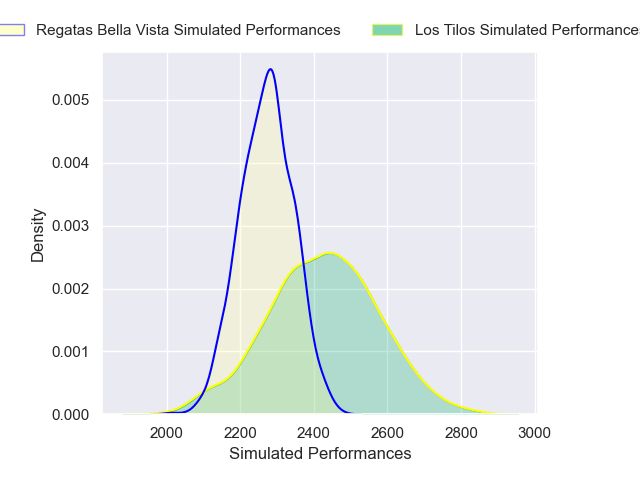 Regatas Bella Vista Simulated Performances
Los Tilos Simulated Performances
0.005
0.004
0.003
0.002
0.001
0.000
Density
2000 2200 2400 2600 2800 3000
Simulated Performances